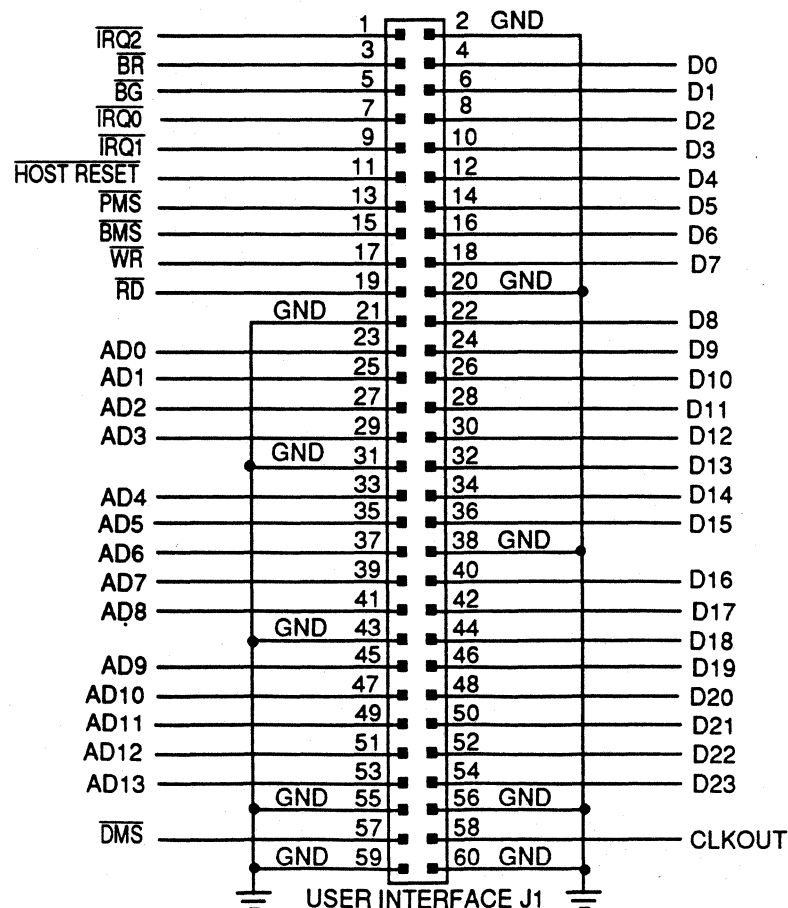 1 2 GND
IRQ2
3 4
BR D0
5 6
BG D1
7 8
IRQ0 D2
9 10
IRQ1 D3
11 12
HOST RESET D4
13 14
PMS D5
15 16
BMS D6
17 18
WR D7
19 20 GND
RD
GND 21 22
D8
23 24
AD0 D9
25 26
AD1 D10
27 28
AD2 D11
29 30
AD3 D12
GND 31 32
D13
33 34
AD4 D14
35 36
AD5 D15
37 38 GND
AD6
39 40
AD7 D16
41 42
AD8 D17
GND 43 44
D18
45 46
AD9 D19
47 48
AD10 D20
49 50
AD11 D21
51 52
AD12 D22
53 54
AD13 D23
GND 55 56 GND
57 58
DMS CLKOUT
GND 59 60 GND
USER INTERFACE J1